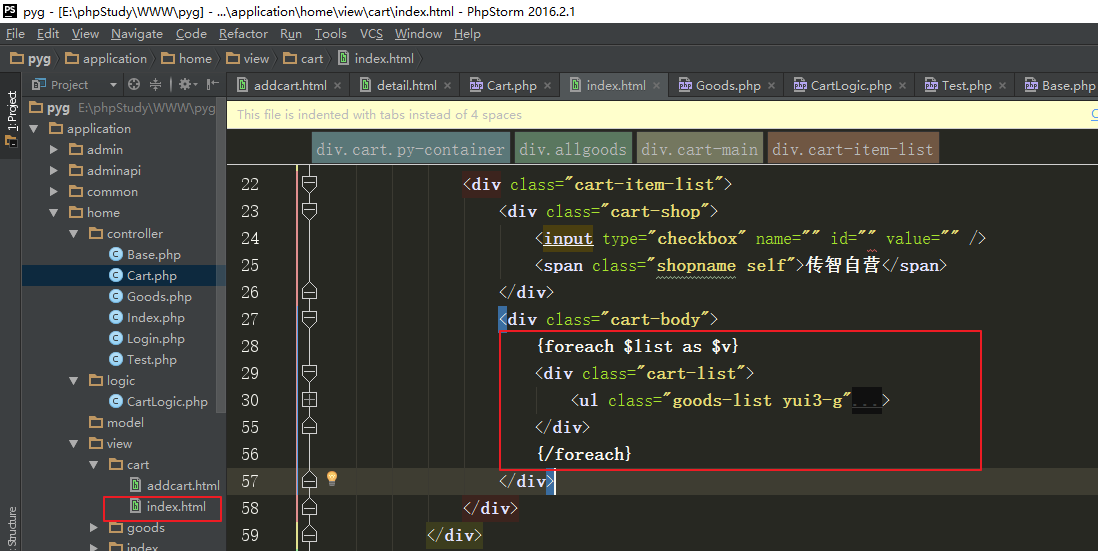 pyg - [E:\phpStudy\WWW\pyg] - ...\application\home\view\cart\index.html - PhpStorm 2016.2.1
File Edit View Navigate Code Refactor Run Tools VCS Window Help
pyg application home view cart index.html
Project
addcart.html detail.html Cart.php index.html Goods.php CartLogic.php Test.php Base.php
1: Project
pyg E:\phpStudy\WWW\pyg
application
admin
adminapi
common
home
controller
Base.php
Cart.php
Goods.php
Index.php
Login.php
Test.php
logic
CartLogic.php
model
view
cart
addcart.html
index.html
goods
index
Structure
This file is indented with tabs instead of 4 spaces
div.cart.py-container div.allgoods div.cart-main div.cart-item-list
22 <div class="cart-item-list">
23 <div class="cart-shop">
24 <input type="checkbox" name="" id="" value="" />
25 <span class="shopname self">传智自营</span>
26 </div>
27 <div class="cart-body">
28 {foreach $list as $v}
29 <div class="cart-list">
30 <ul class="goods-list yui3-g"...>
55 </div>
56 {/foreach}
57 </div>
58 </div>
59 </div>